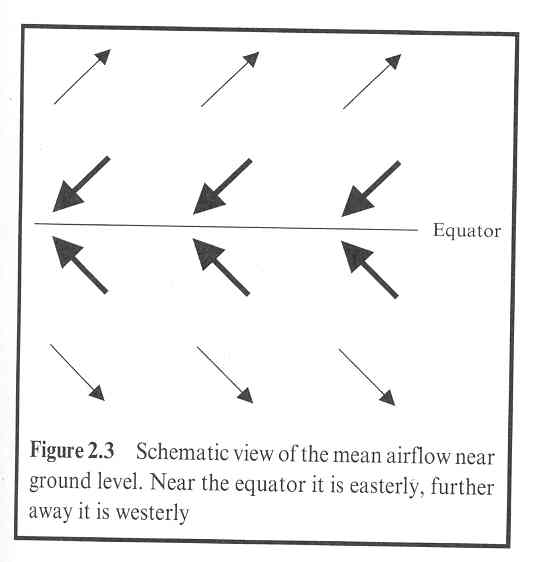 Equator
Figure 2.3 Schematic view of the mean airflow near
ground level. Near the equator it is easterly, further
away it is westerly